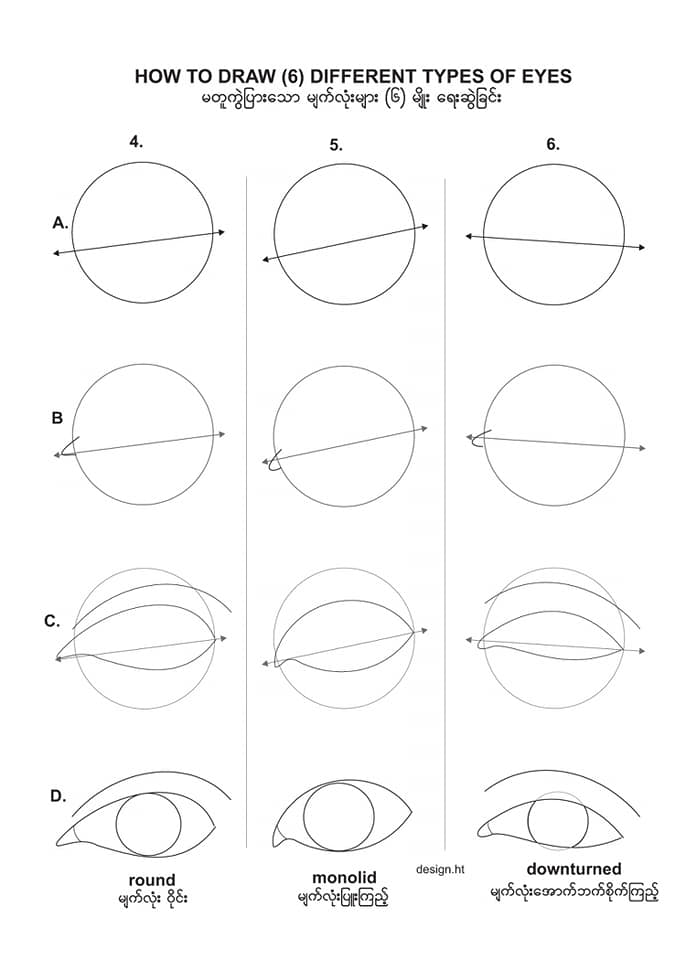 HOW TO DRAW (6) DIFFERENT TYPES OF EYES
မတူကွဲပြားသော မျက်လုံးများ (၆) မျိုး ရေးဆွဲခြင်း
4.
5.
6.
A.
B
C.
D.
round
မျက်လုံး ဝိုင်း
monolid
မျက်လုံးပြူးကြည့်
design.ht
downturned
မျက်လုံးအောက်ဘက်စိုက်ကြည့်